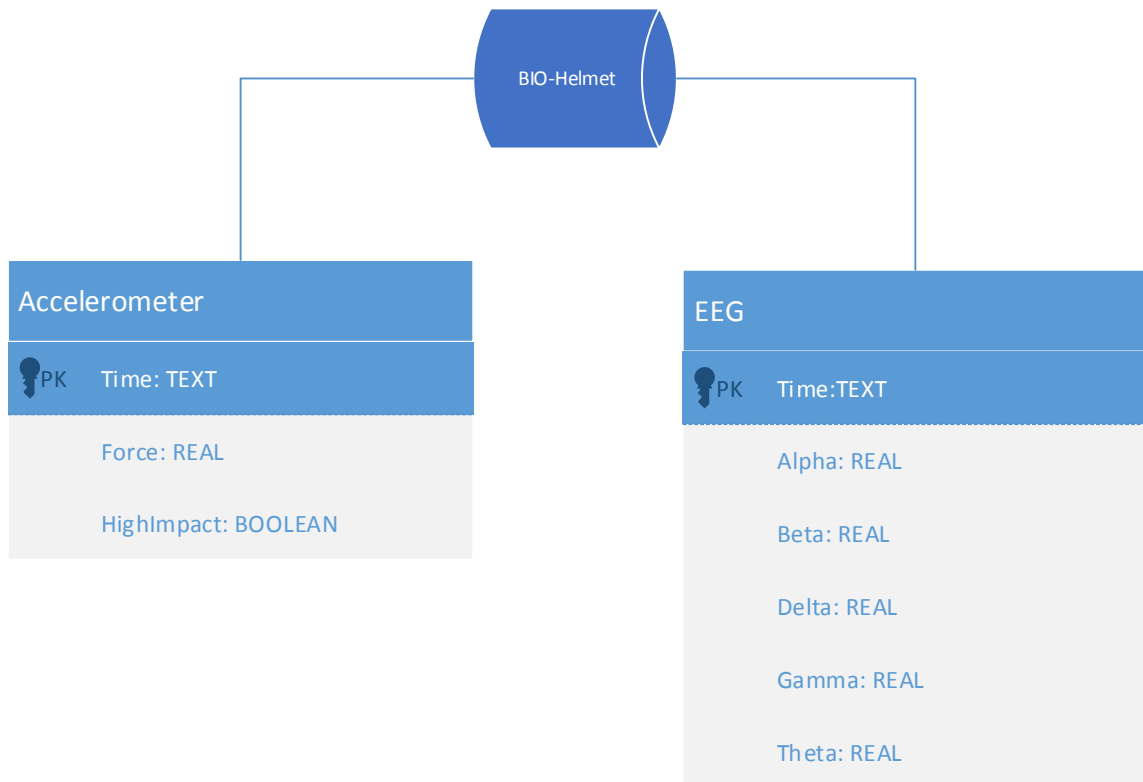 BIO-Helmet
Accelerometer
PK Time: TEXT
Force: REAL
HighImpact: BOOLEAN
EEG
PK Time:TEXT
Alpha: REAL
Beta: REAL
Delta: REAL
Gamma: REAL
Theta: REAL